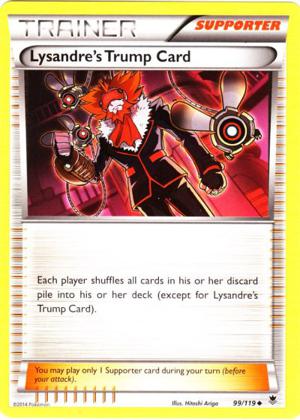 TRAINER SUPPORTER
Lysandre's Trump Card
Each player shuffles all cards in his or her discard
pile into his or her deck (except for Lysandre's
Trump Card).
You may play only 1 Supporter card during your turn (before
your attack).
©2014 Pokémon Illus. Hitoshi Ariga 99/119